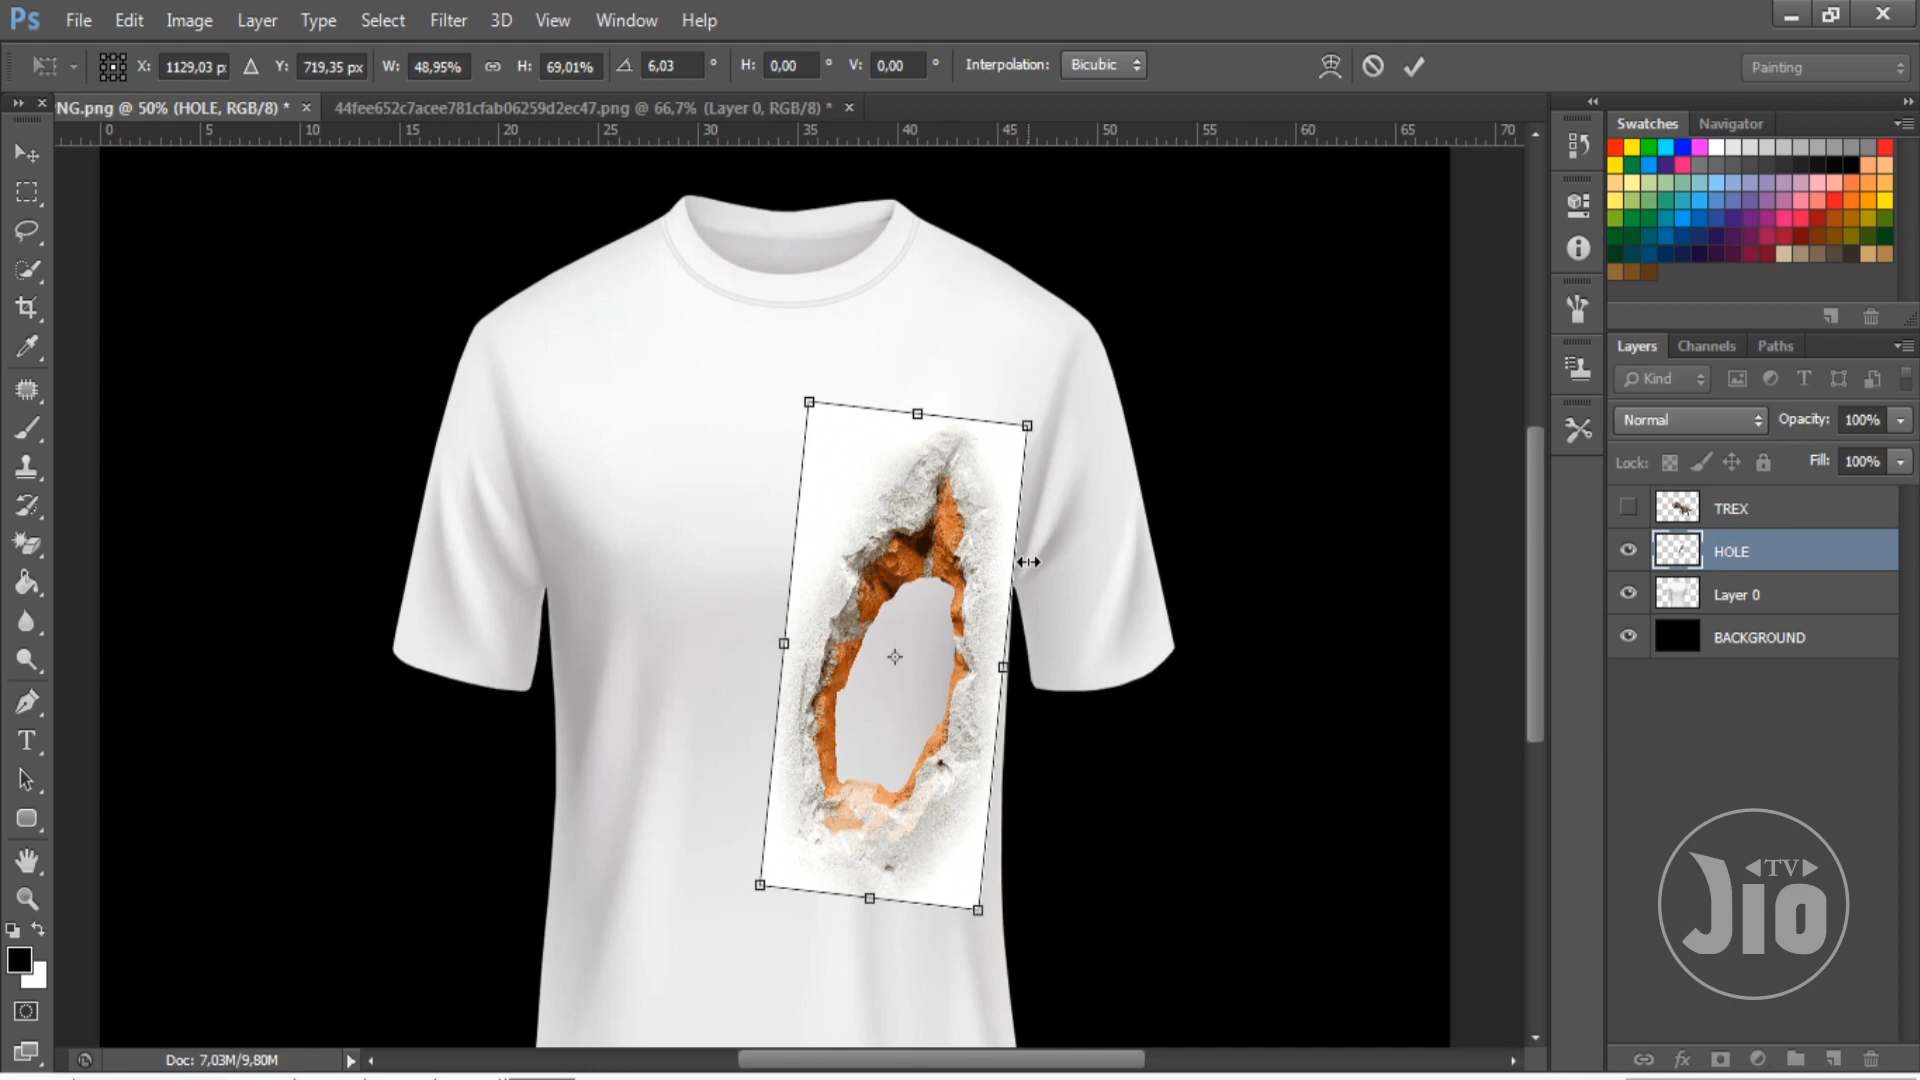 Ps File Edit Image Layer Type Select Filter 3D View Window Help
X: 1129,03 p: Y: 719,35 px W: 48,95% H: 69,01% 6,03 ° H: 0,00 ° V: 0,00 ° Interpolation: Bicubic Painting
NG.png @ 50% (HOLE, RGB/8) * × 44fee652c7acee781cfab06259d2ec47.png @ 66,7% (Layer 0, RGB/8) * ×
0 5 10 15 20 25 30 35 40 45 50 55 60 65 70
Swatches Navigator
Layers Channels Paths
Kind
Normal Opacity: 100%
Lock: Fill: 100%
TREX
HOLE
Layer 0
BACKGROUND
TV
JIO
Doc: 7,03M/9,80M